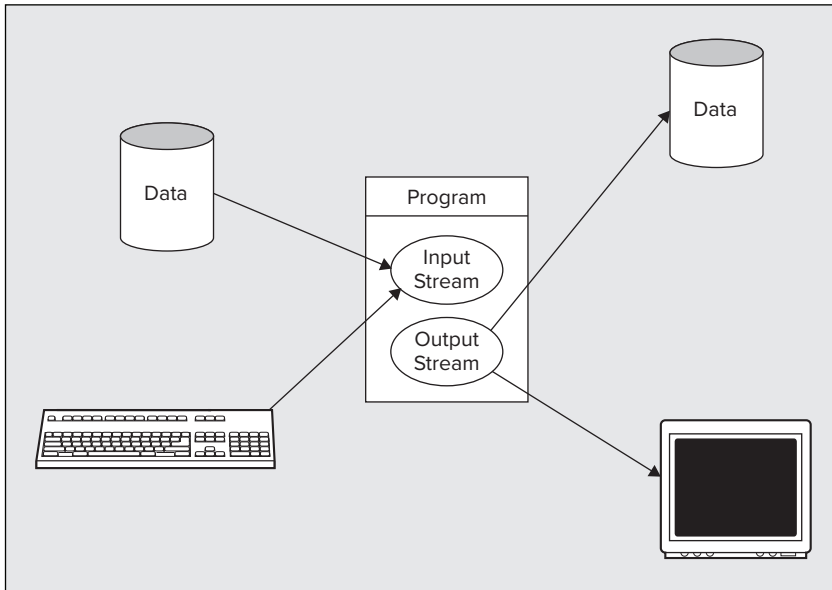 Data
Data
Program
Input
Stream
Output
Stream